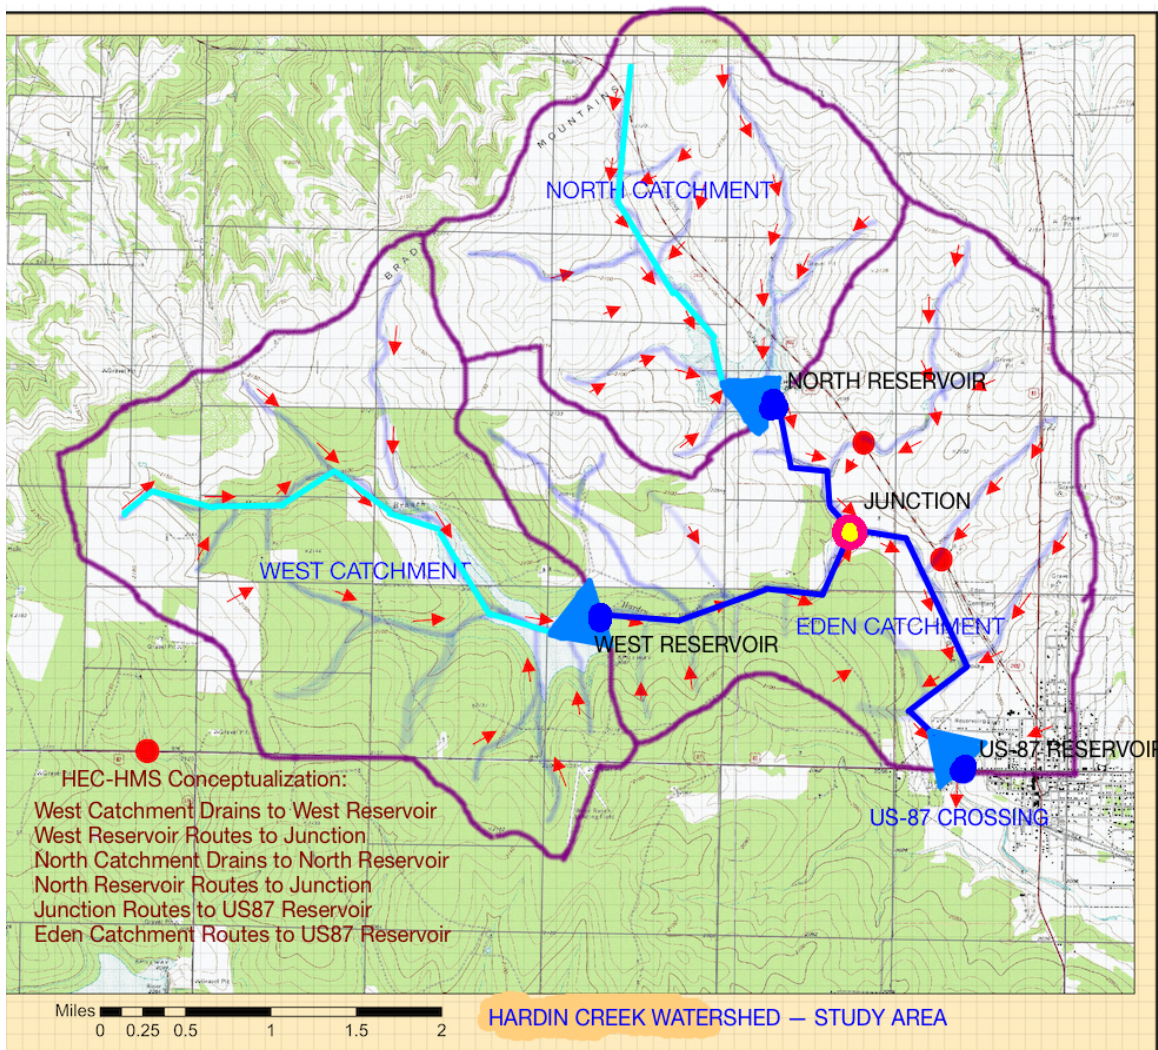 MOUNTAINS
BRADY
NORTH CATCHMENT
NORTH RESERVOIR
JUNCTION
WEST CATCHMENT
Hardin
EDEN CATCHMENT
WEST RESERVOIR
US-87 RESERVOIR
US-87 CROSSING
HEC-HMS Conceptualization:
West Catchment Drains to West Reservoir
West Reservoir Routes to Junction
North Catchment Drains to North Reservoir
North Reservoir Routes to Junction
Junction Routes to US87 Reservoir
Eden Catchment Routes to US87 Reservoir
Miles
0 0.25 0.5 1 1.5 2
HARDIN CREEK WATERSHED — STUDY AREA